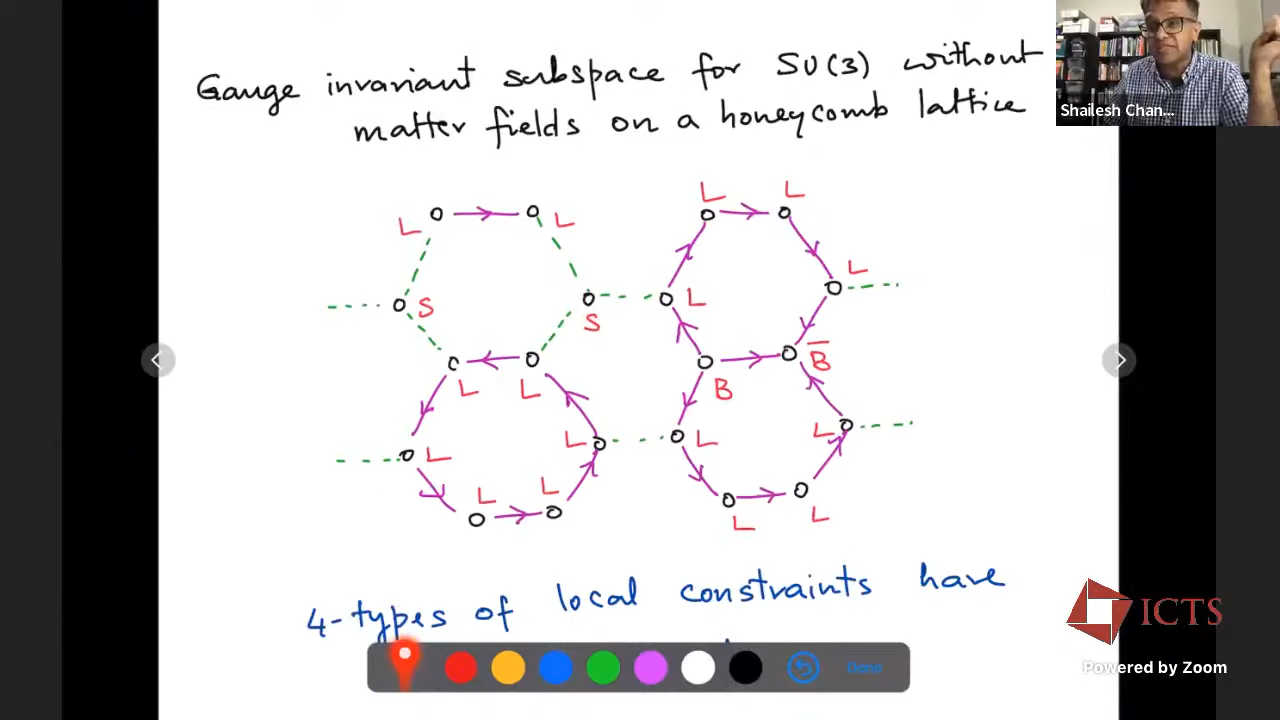 Gauge invariant subspace for SU(3) without
matter fields on a honeycomb lattice
Shailesh Chan...
L L
L L
L
S S L
L L B B̅
L L L L
L L
L L
4-types of local constraints have
Done
ICTS
Powered by Zoom